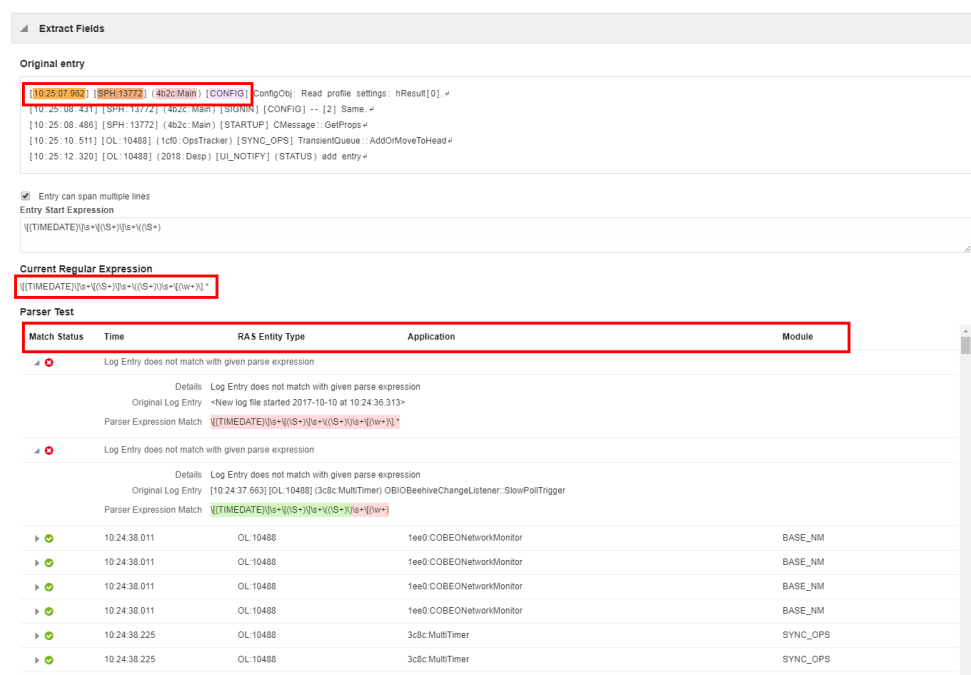 Extract Fields
Original entry
[10:25:07.962] [SPH:13772] (4b2c:Main) [CONFIG] ConfigObj: Read profile settings: hResult[0].↵
[10:25:08.431] [SPH:13772] (4b2c:Main) [SIGNIN] [CONFIG] -- [2] Same.↵
[10:25:08.486] [SPH:13772] (4b2c:Main) [STARTUP] CMessage::GetProps↵
[10:25:10.511] [OL:10488] (1cf0:OpsTracker) [SYNC_OPS] TransientQueue::AddOrMoveToHead↵
[10:25:12.320] [OL:10488] (2018:Desp) [UI_NOTIFY] (STATUS) add entry↵
Entry can span multiple lines
Entry Start Expression
\[{TIMEDATE}\]\s+\[(\S+)\]\s+\((\S+)
Current Regular Expression
\[{TIMEDATE}\]\s+\[(\S+)\]\s+\((\S+)\)\s+\[(\w+)\].*
Parser Test
Match Status Time RAS Entity Type Application Module
Log Entry does not match with given parse expression
Details Log Entry does not match with given parse expression
Original Log Entry <New log file started 2017-10-10 at 10:24:36.313>
Parser Expression Match \[{TIMEDATE}\]\s+\[(\S+)\]\s+\((\S+)\)\s+\[(\w+)\].*
Log Entry does not match with given parse expression
Details Log Entry does not match with given parse expression
Original Log Entry [10:24:37.663] [OL:10488] (3c8c:MultiTimer) OBIOBeehiveChangeListener::SlowPollTrigger
Parser Expression Match \[{TIMEDATE}\]\s+\[(\S+)\]\s+\((\S+)\)\s+\[(\w+)
10:24:38.011 OL:10488 1ee0:COBEONetworkMonitor BASE_NM
10:24:38.011 OL:10488 1ee0:COBEONetworkMonitor BASE_NM
10:24:38.011 OL:10488 1ee0:COBEONetworkMonitor BASE_NM
10:24:38.011 OL:10488 1ee0:COBEONetworkMonitor BASE_NM
10:24:38.225 OL:10488 3c8c:MultiTimer SYNC_OPS
10:24:38.225 OL:10488 3c8c:MultiTimer SYNC_OPS